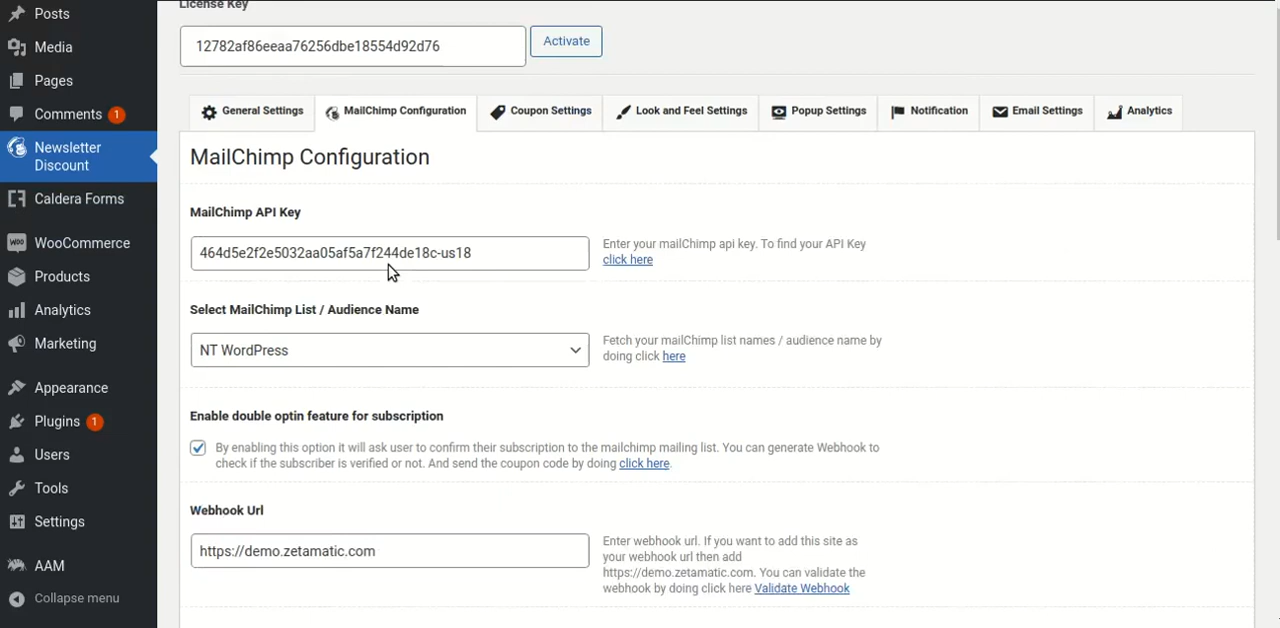 License Key
12782af86eeaa76256dbe18554d92d76
Activate
Posts
Media
Pages
Comments 1
Newsletter
Discount
Caldera Forms
WooCommerce
Products
Analytics
Marketing
Appearance
Plugins 1
Users
Tools
Settings
AAM
Collapse menu
General Settings
MailChimp Configuration
Coupon Settings
Look and Feel Settings
Popup Settings
Notification
Email Settings
Analytics
MailChimp Configuration
MailChimp API Key
464d5e2f2e5032aa05af5a7f244de18c-us18
Enter your mailChimp api key. To find your API Key
click here
Select MailChimp List / Audience Name
NT WordPress
Fetch your mailChimp list names / audience name by
doing click here
Enable double optin feature for subscription
By enabling this option it will ask user to confirm their subscription to the mailchimp mailing list. You can generate Webhook to
check if the subscriber is verified or not. And send the coupon code by doing click here.
Webhook Url
https://demo.zetamatic.com
Enter webhook url. If you want to add this site as
your webhook url then add
https://demo.zetamatic.com. You can validate the
webhook by doing click here Validate Webhook